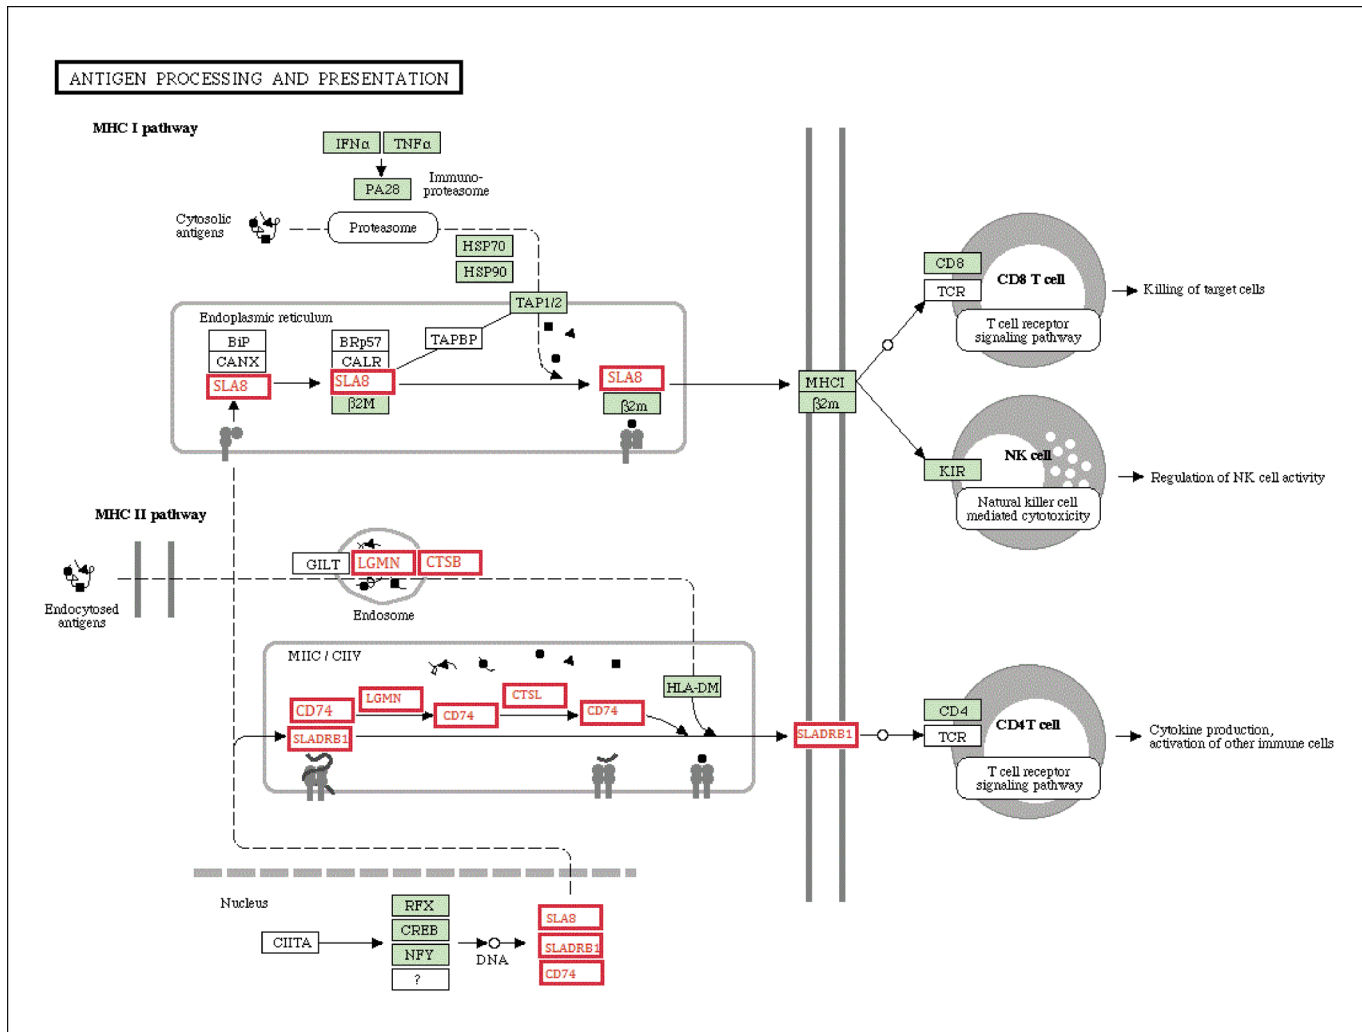 ANTIGEN PROCESSING AND PRESENTATION
MHC I pathway
IFNα
TNFα
PA28
Immuno-
proteasome
Cytosolic
antigens
Proteasome
HSP70
HSP90
TAP1/2
Endoplasmic reticulum
BiP
CANX
SLA8
BRp57
CALR
SLA8
β2M
TAPBP
SLA8
β2m
MHCI
β2m
CD8
TCR
CD8 T cell
T cell receptor
signaling pathway
Killing of target cells
KIR
NK cell
Natural killer cell
mediated cytotoxicity
Regulation of NK cell activity
MHC II pathway
Endocytosed
antigens
GILT
LGMN
CTSB
Endosome
MIIC / CIIV
CD74
SLADRB1
LGMN
CD74
CTSL
CD74
HLA-DM
SLADRB1
CD4
TCR
CD4 T cell
T cell receptor
signaling pathway
Cytokine production,
activation of other immune cells
Nucleus
CIITA
RFX
CREB
NFY
?
DNA
SLA8
SLADRB1
CD74